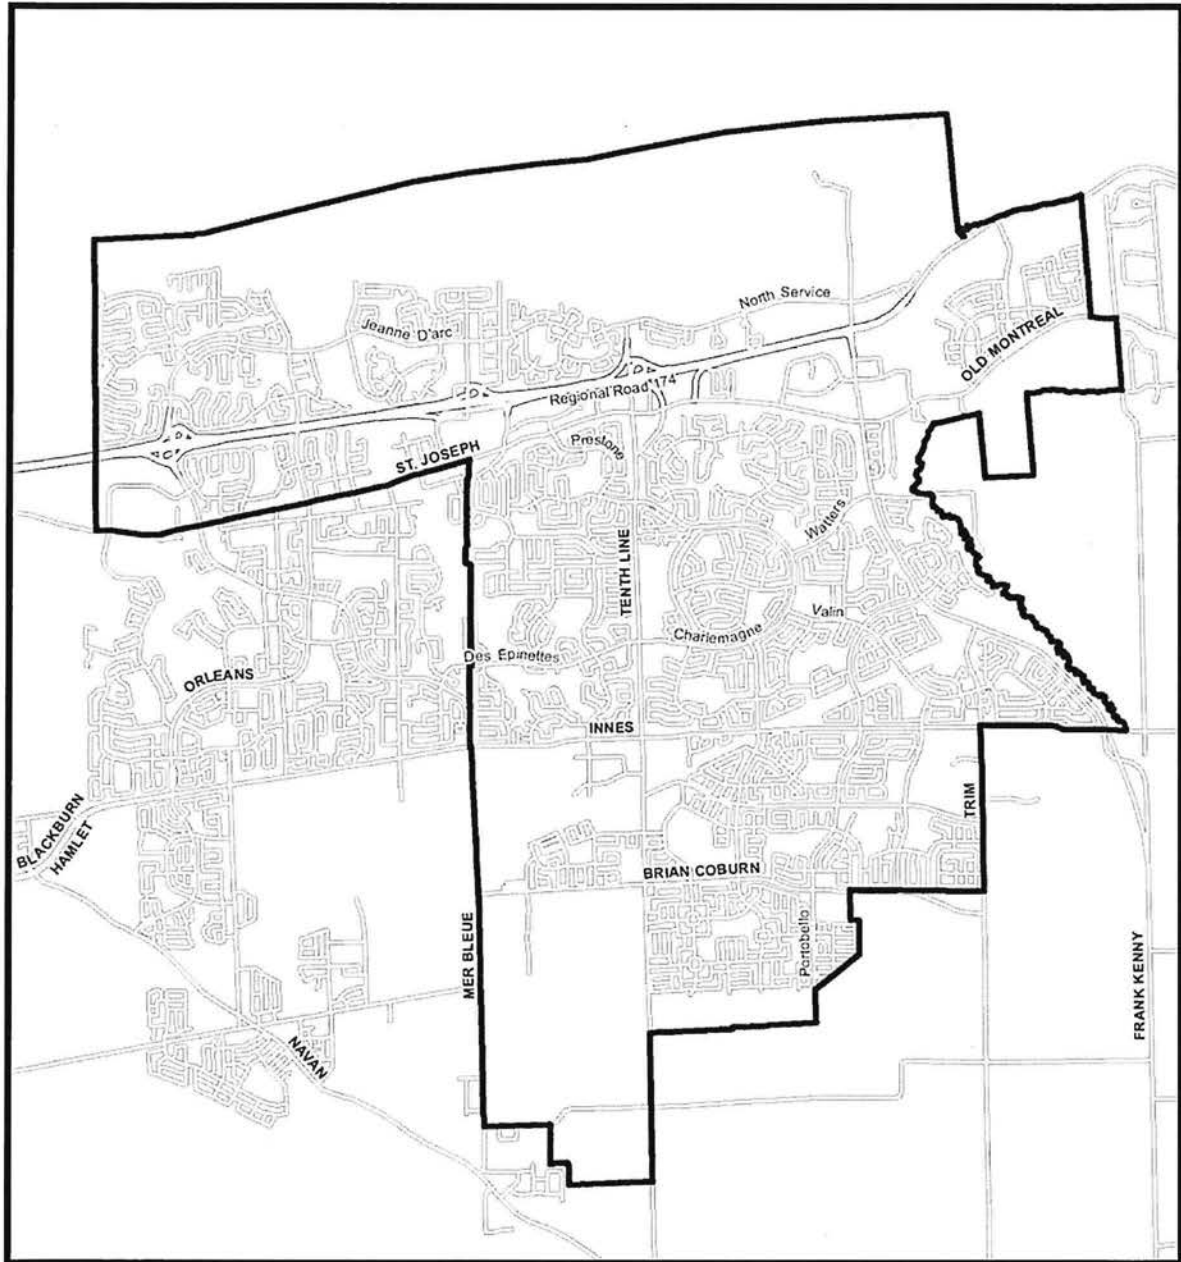 North Service
Jeanne D'arc
OLD MONTREAL
Regional Road 174
Prestone
ST. JOSEPH
Watters
TENTH LINE
Valin
Charlemagne
Des Epinettes
ORLEANS
INNES
TRIM
BLACKBURN
HAMLET
BRIAN COBURN
Portobello
MER BLEUE
FRANK KENNY
NAVAN